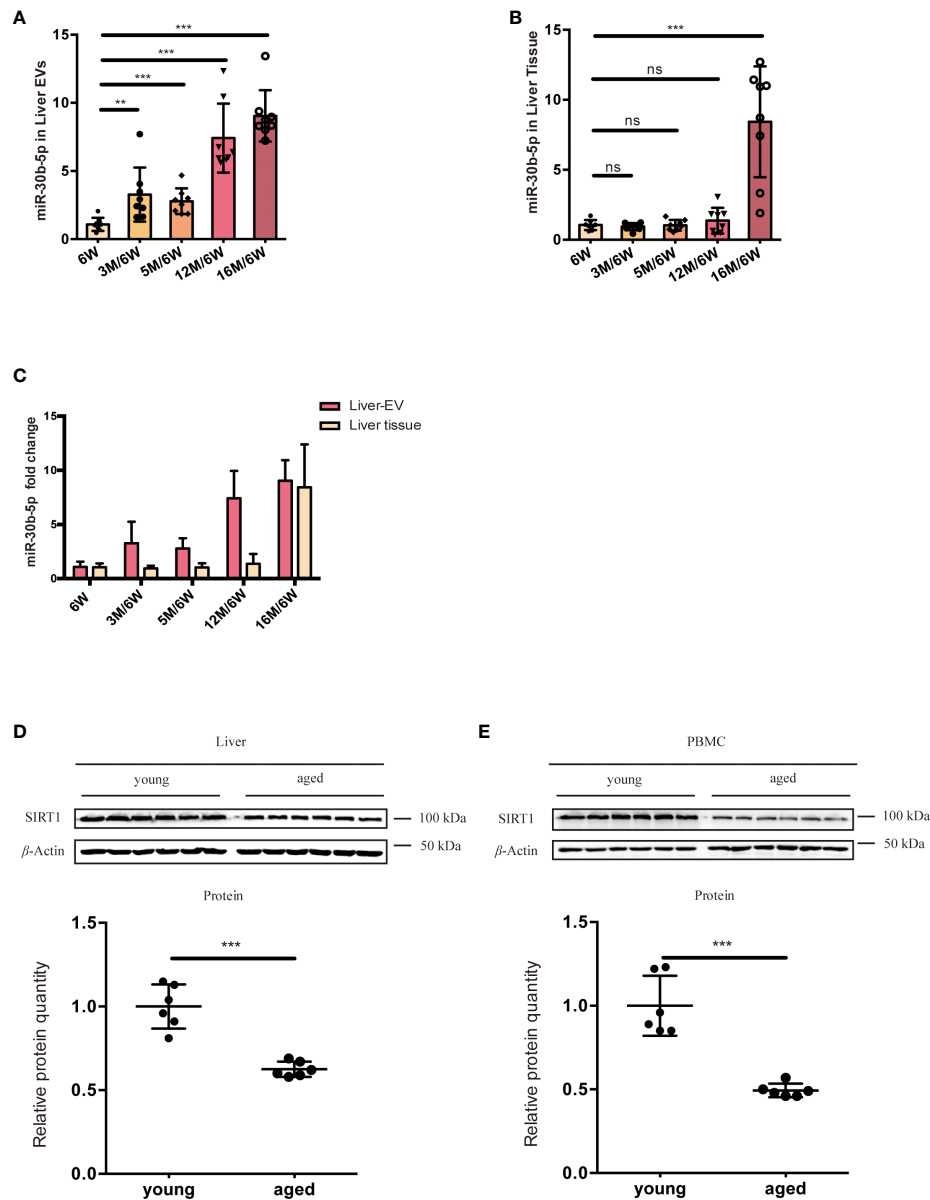 A
miR-30b-5p in Liver EVs
15
10
5
0
***
***
***
**
6W
3M/6W
5M/6W
12M/6W
16M/6W
B
miR-30b-5p in Liver Tissue
15
10
5
0
***
ns
ns
ns
6W
3M/6W
5M/6W
12M/6W
16M/6W
C
miR-30b-5p fold change
15
10
5
0
Liver-EV
Liver tissue
6W
3M/6W
5M/6W
12M/6W
16M/6W
D
Liver
young aged
SIRT1 100 kDa
β-Actin 50 kDa
Protein
Relative protein quantity
1.5
1.0
0.5
0.0
***
young aged
E
PBMC
young aged
SIRT1 100 kDa
β-Actin 50 kDa
Protein
Relative protein quantity
1.5
1.0
0.5
0.0
***
young aged